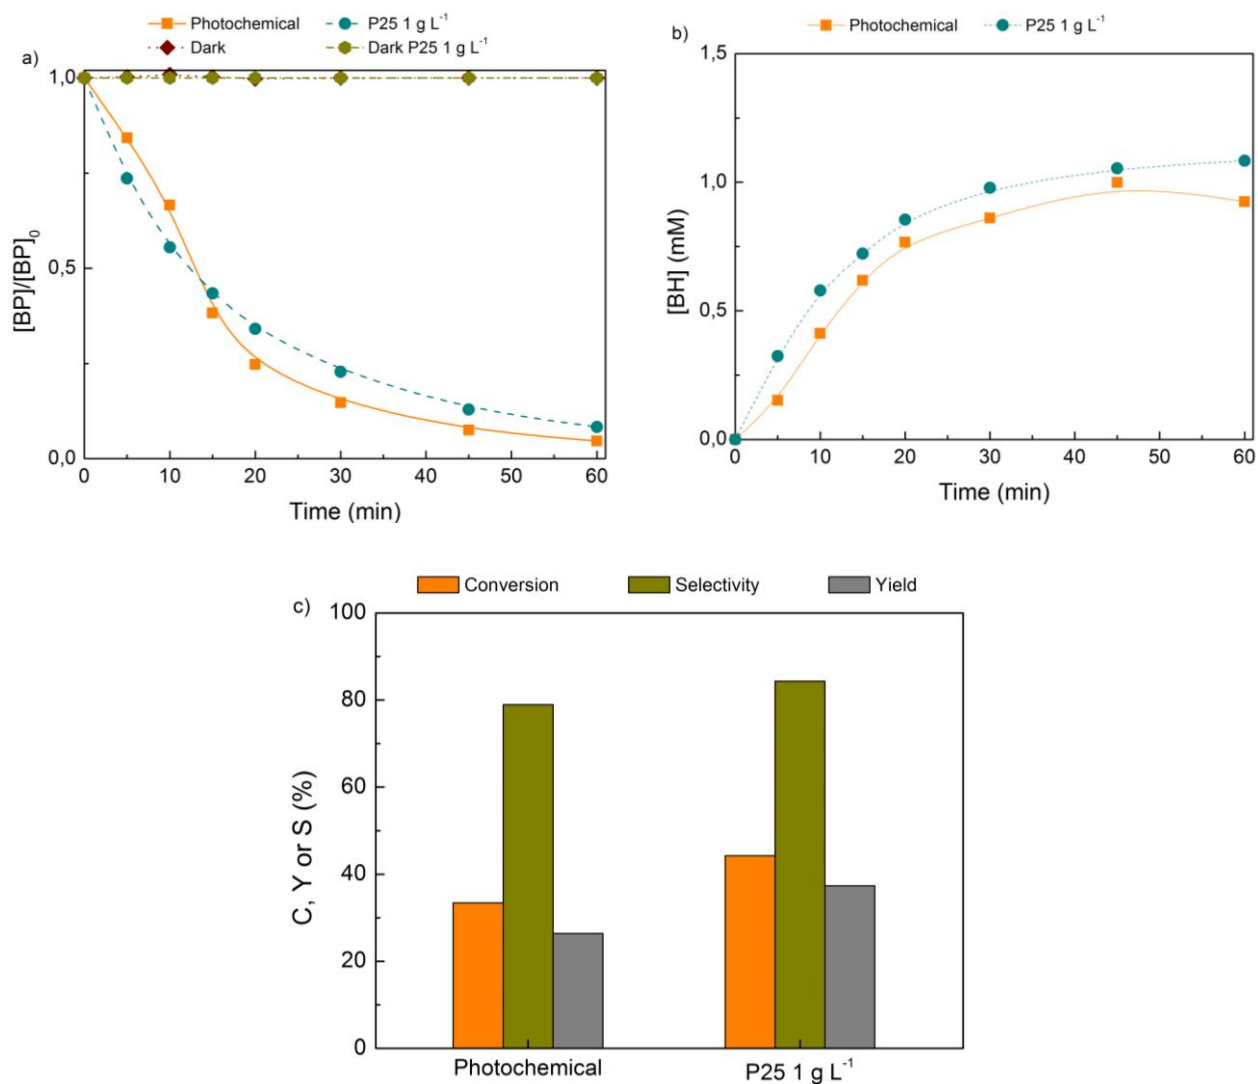 Photochemical P25 1 g L⁻¹
Dark Dark P25 1 g L⁻¹
a)
1,0
0,5
0,0
[BP]/[BP]₀
0 10 20 30 40 50 60
Time (min)
Photochemical P25 1 g L⁻¹
b)
1,5
1,0
0,5
0,0
[BH] (mM)
0 10 20 30 40 50 60
Time (min)
Conversion Selectivity Yield
c)
100
80
60
40
20
0
C, Y or S (%)
Photochemical P25 1 g L⁻¹